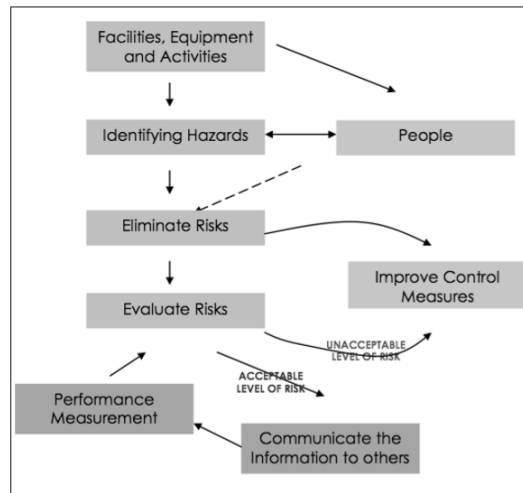 Facilities, Equipment
and Activities
Identifying Hazards
People
Eliminate Risks
Improve Control
Measures
Evaluate Risks
UNACCEPTABLE
LEVEL OF RISK
ACCEPTABLE
LEVEL OF RISK
Performance
Measurement
Communicate the
Information to others